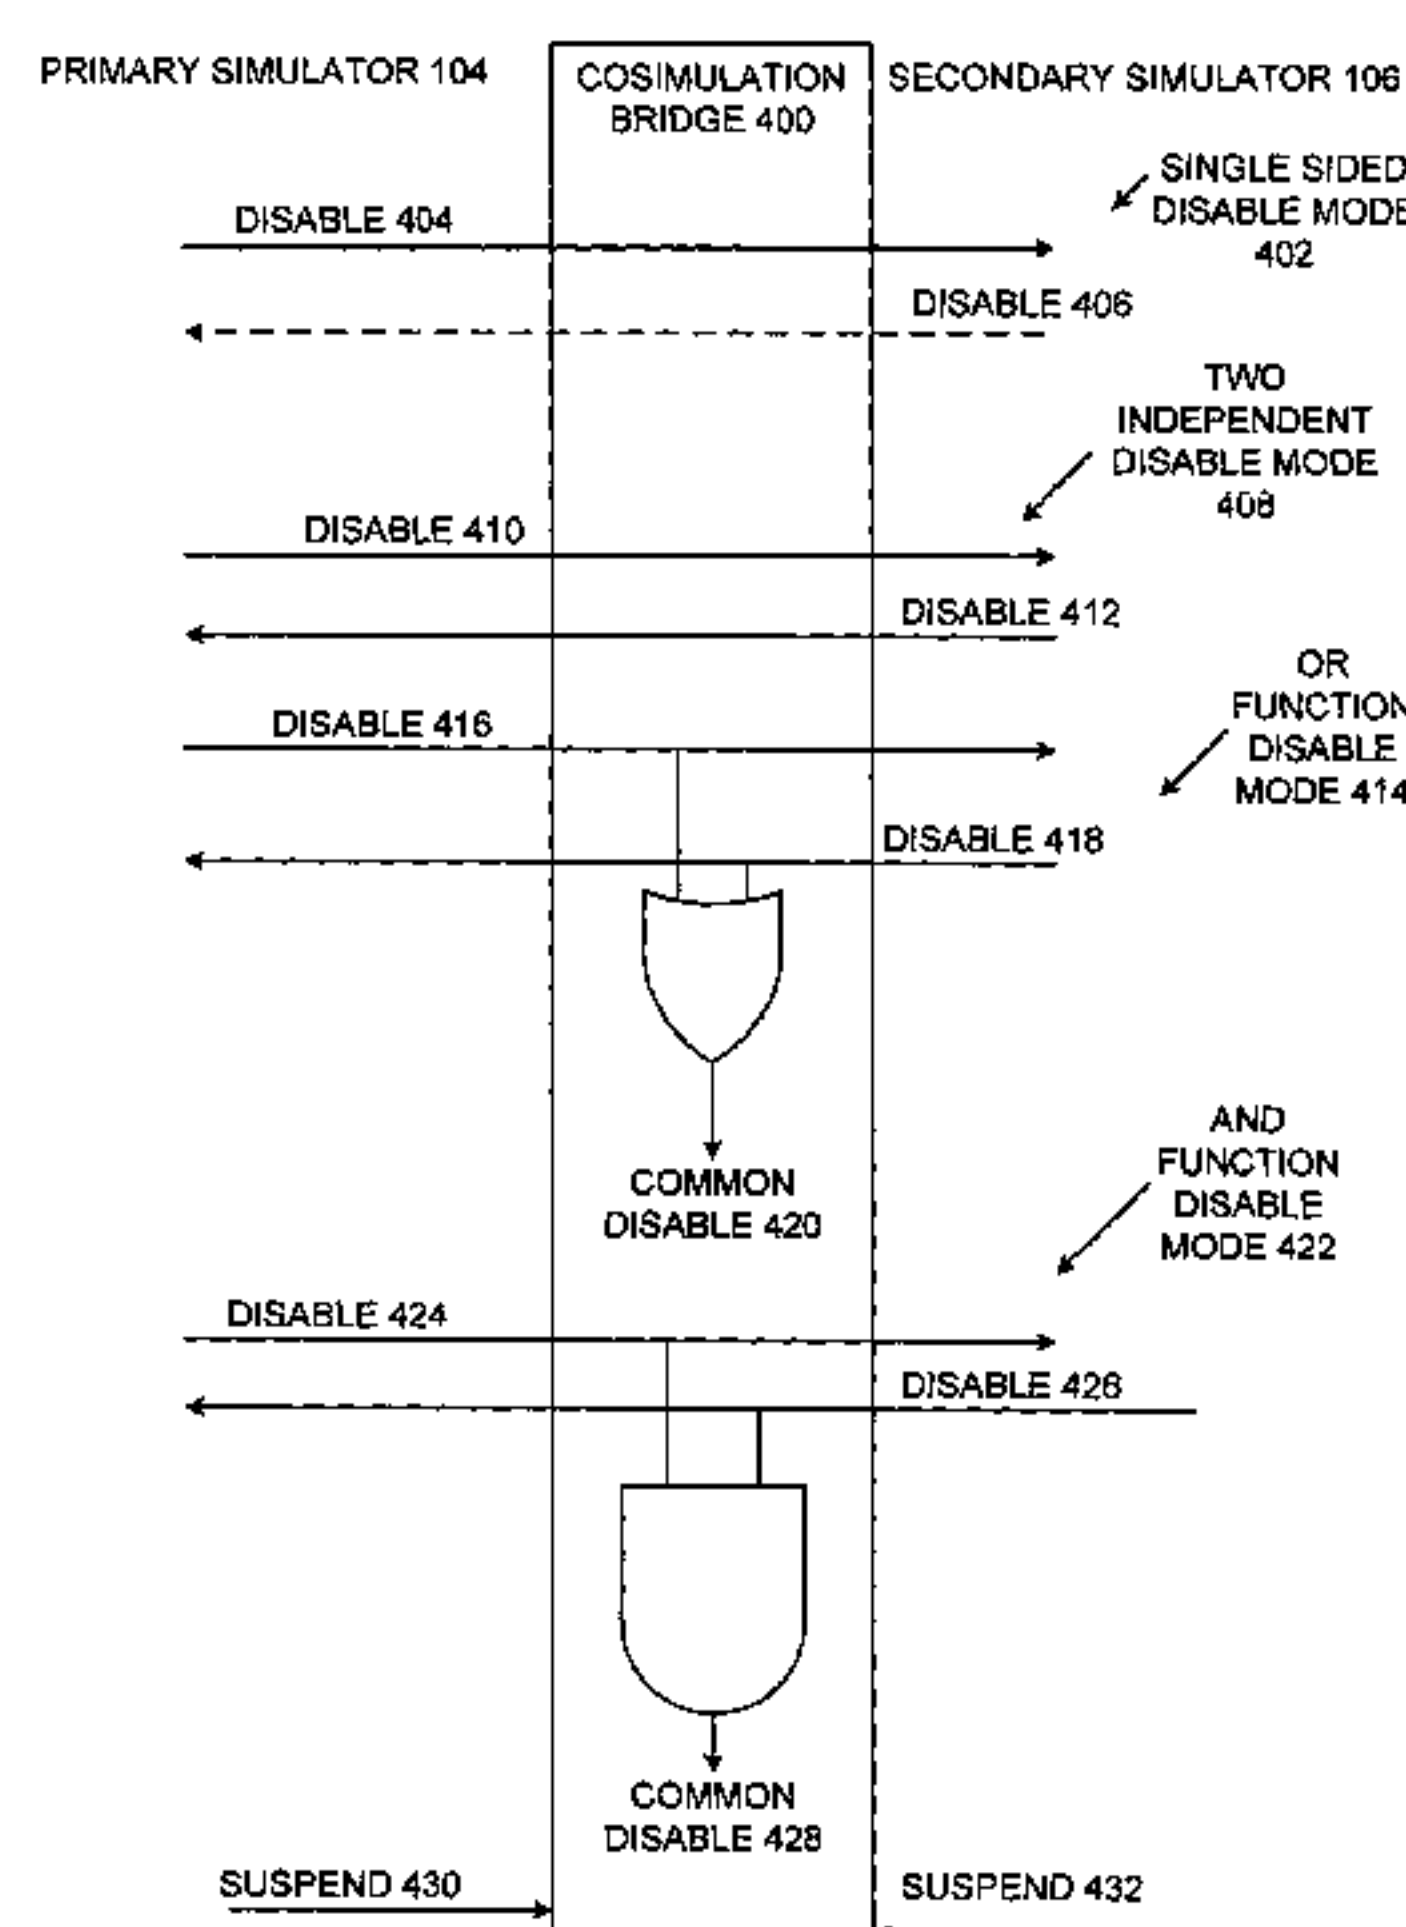 PRIMARY SIMULATOR 104
COSIMULATION
BRIDGE 400
SECONDARY SIMULATOR 106
SINGLE SIDED
DISABLE MODE
402
DISABLE 404
DISABLE 406
TWO
INDEPENDENT
DISABLE MODE
408
DISABLE 410
DISABLE 412
OR
FUNCTION
DISABLE
MODE 414
DISABLE 416
DISABLE 418
COMMON
DISABLE 420
AND
FUNCTION
DISABLE
MODE 422
DISABLE 424
DISABLE 426
COMMON
DISABLE 428
SUSPEND 430
SUSPEND 432